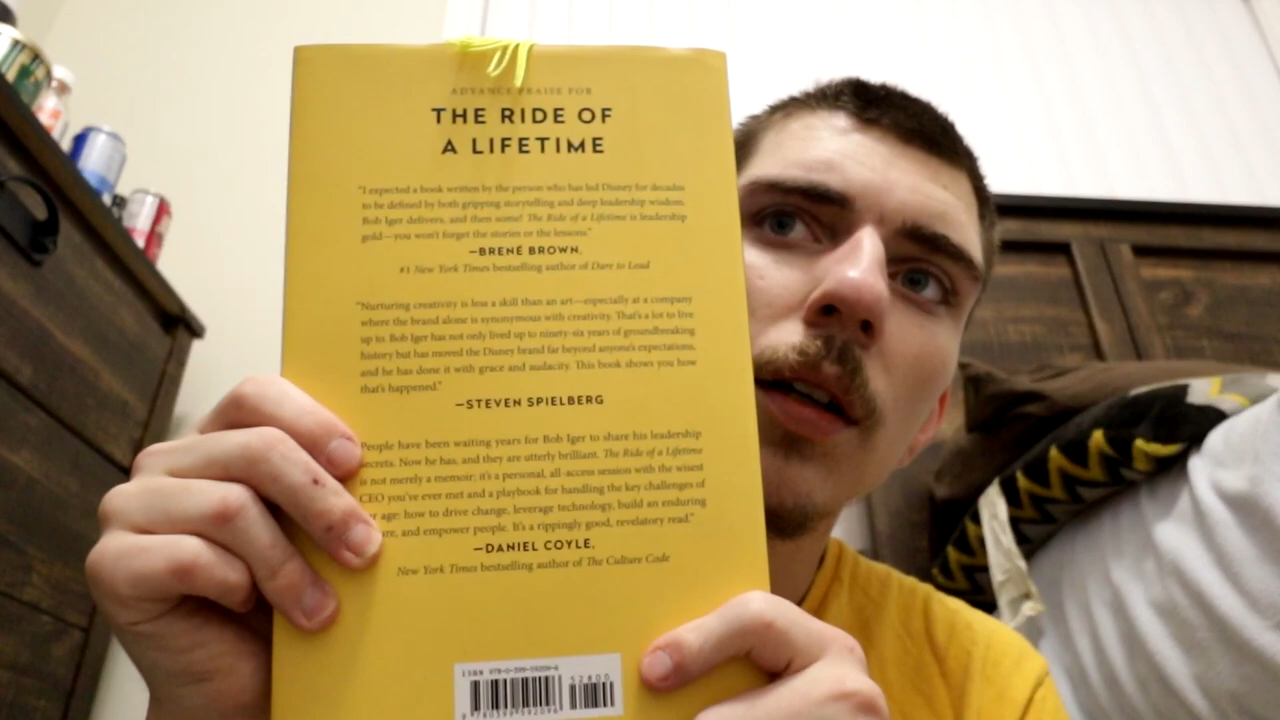 ADVANCE PRAISE FOR
THE RIDE OF
A LIFETIME
"I expected a book written by the person who has led Disney for decades
to be defined by both gripping storytelling and deep leadership wisdom.
Bob Iger delivers, and then some! The Ride of a Lifetime is leadership
gold—you won't forget the stories or the lessons."
—BRENÉ BROWN,
#1 New York Times bestselling author of Dare to Lead
"Nurturing creativity is less a skill than an art—especially at a company
where the brand alone is synonymous with creativity. That's a lot to live
up to. Bob Iger has not only lived up to ninety-six years of groundbreaking
history but has moved the Disney brand far beyond anyone's expectations,
and he has done it with grace and audacity. This book shows you how
that's happened."
—STEVEN SPIELBERG
People have been waiting years for Bob Iger to share his leadership
secrets. Now he has, and they are utterly brilliant. The Ride of a Lifetime
is not merely a memoir; it's a personal, all-access session with the wisest
CEO you've ever met and a playbook for handling the key challenges of
age: how to drive change, leverage technology, build an enduring
and empower people. It's a rippingly good, revelatory read."
—DANIEL COYLE,
New York Times bestselling author of The Culture Code
ISBN 978-0-399-59209-6
52800
9 780399 592096